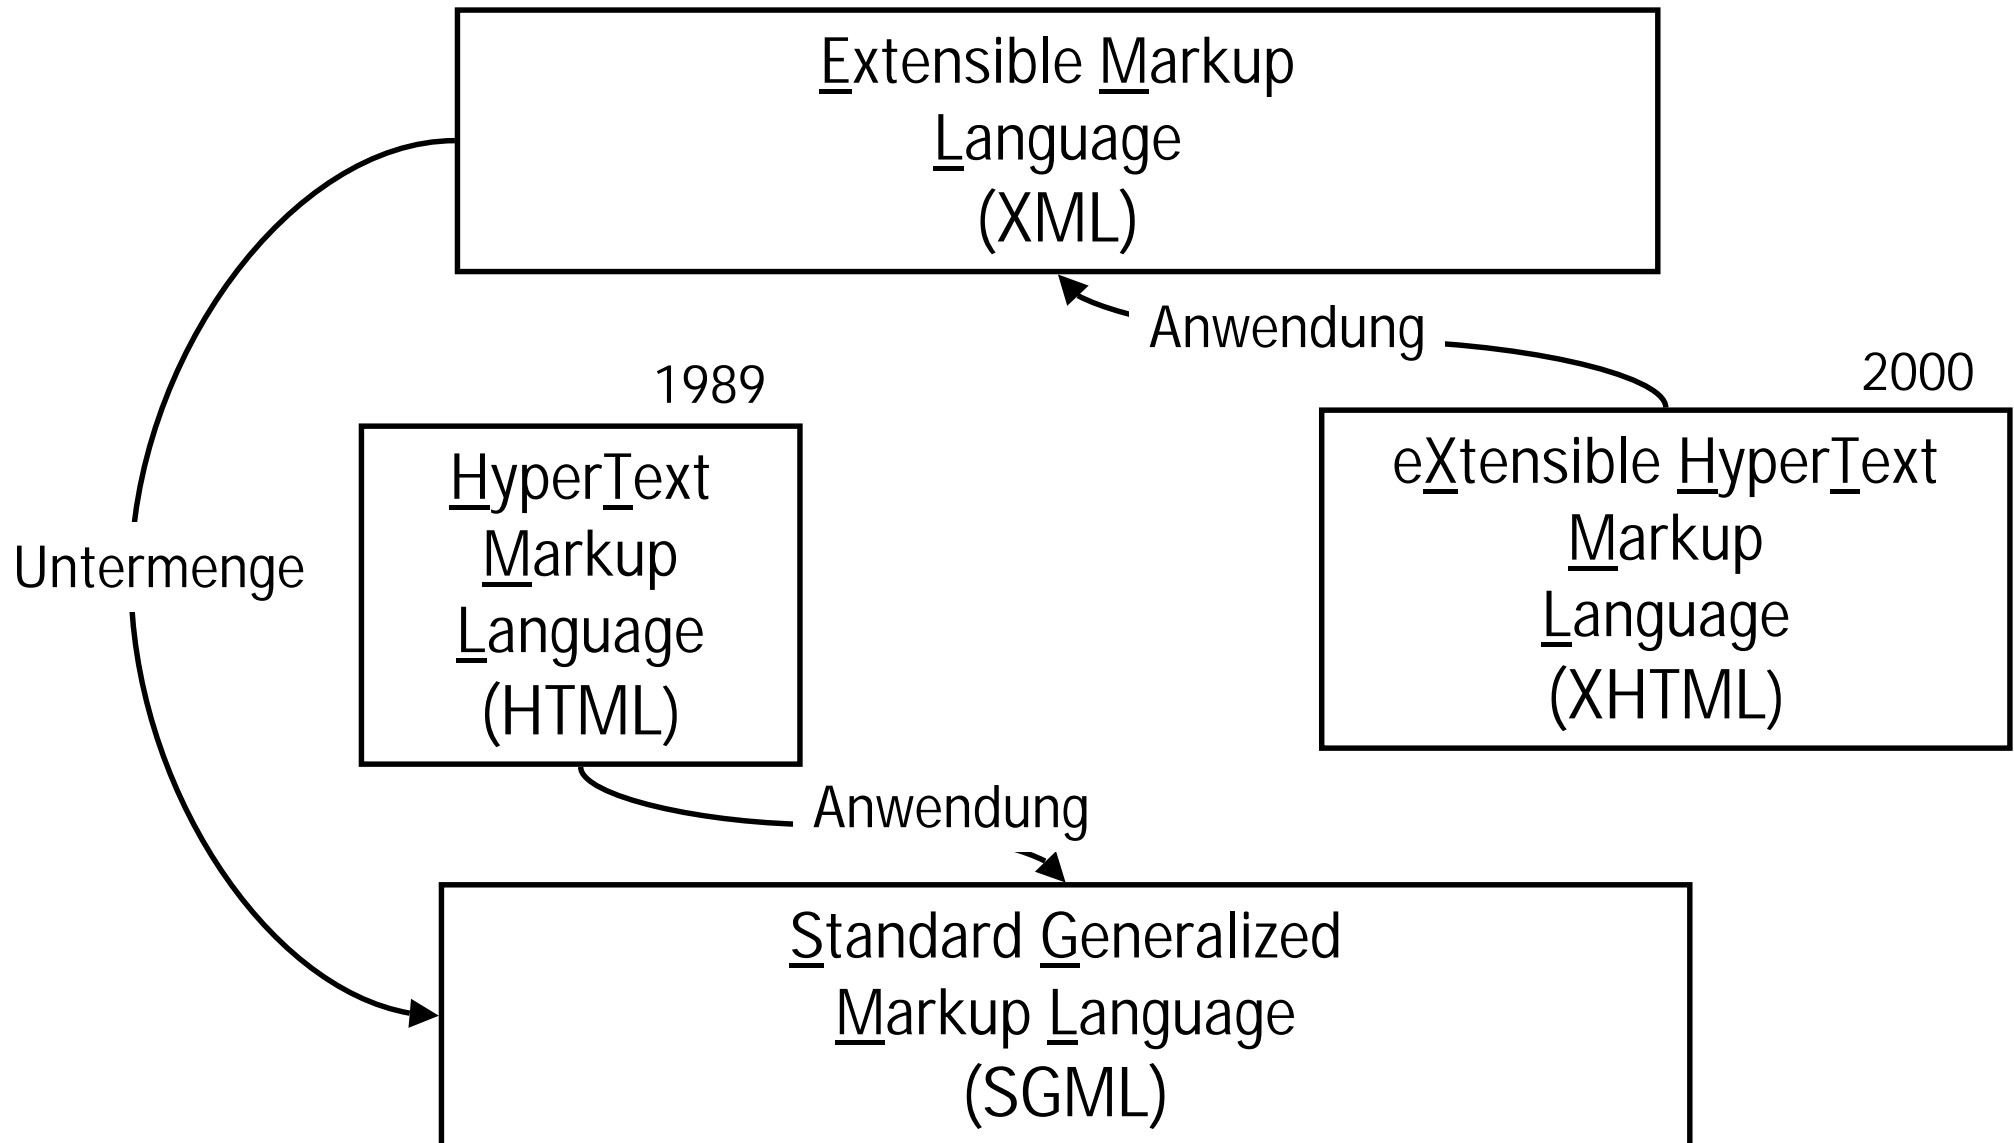 Extensible Markup
Language
(XML)
Anwendung
1989
2000
HyperText
Markup
Language
(HTML)
eXtensible HyperText
Markup
Language
(XHTML)
Untermenge
Anwendung
Standard Generalized
Markup Language
(SGML)